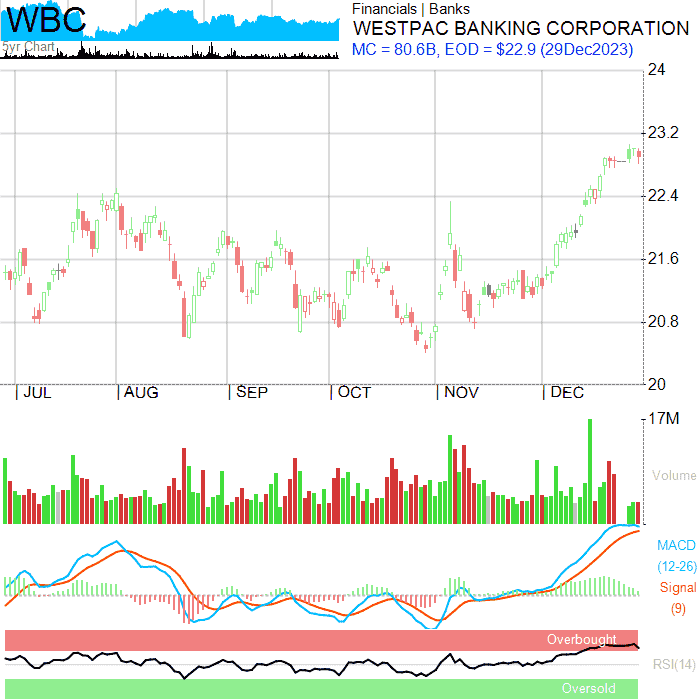 WBC
5yr Chart
Financials | Banks
WESTPAC BANKING CORPORATION
MC = 80.6B, EOD = $22.9 (29Dec2023)
24
23.2
22.4
21.6
20.8
20
JUL AUG SEP OCT NOV DEC
17M
Volume
MACD
(12-26)
Signal
(9)
Overbought
RSI(14)
Oversold